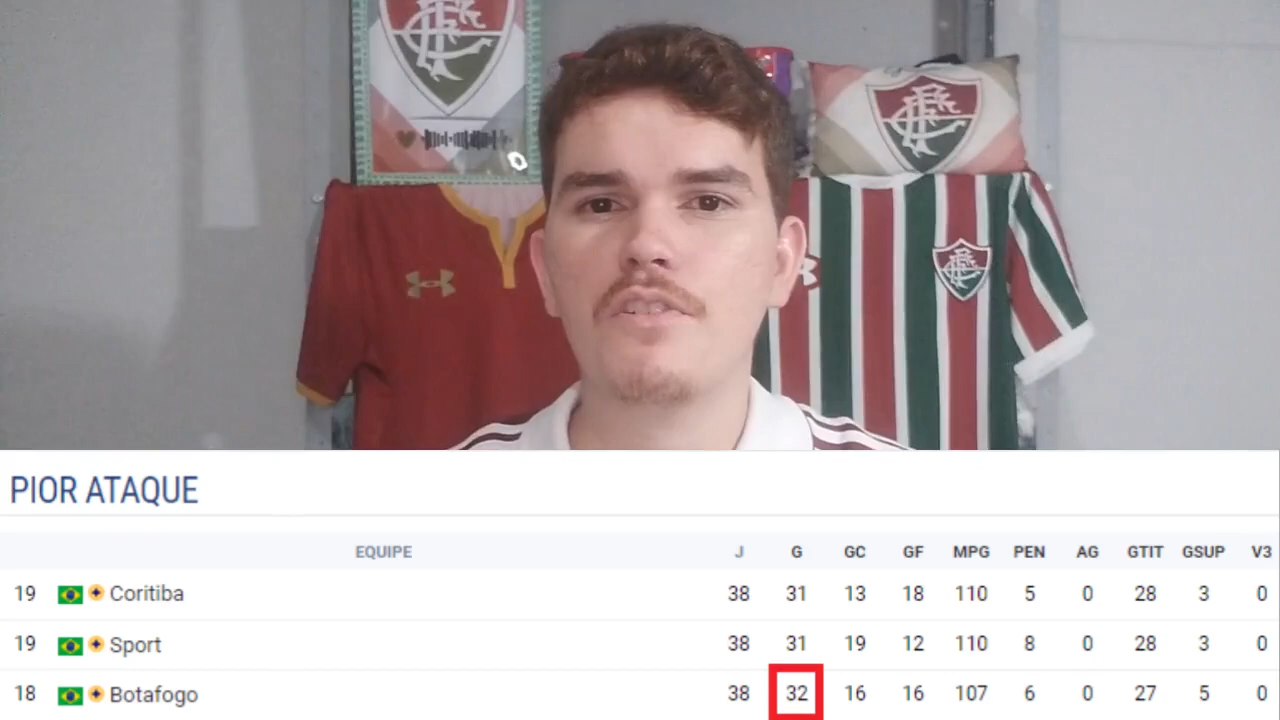 PIOR ATAQUE
EQUIPE J G GC GF MPG PEN AG GTIT GSUP V3
19 Coritiba 38 31 13 18 110 5 0 28 3 0
19 Sport 38 31 19 12 110 8 0 28 3 0
18 Botafogo 38 32 16 16 107 6 0 27 5 0